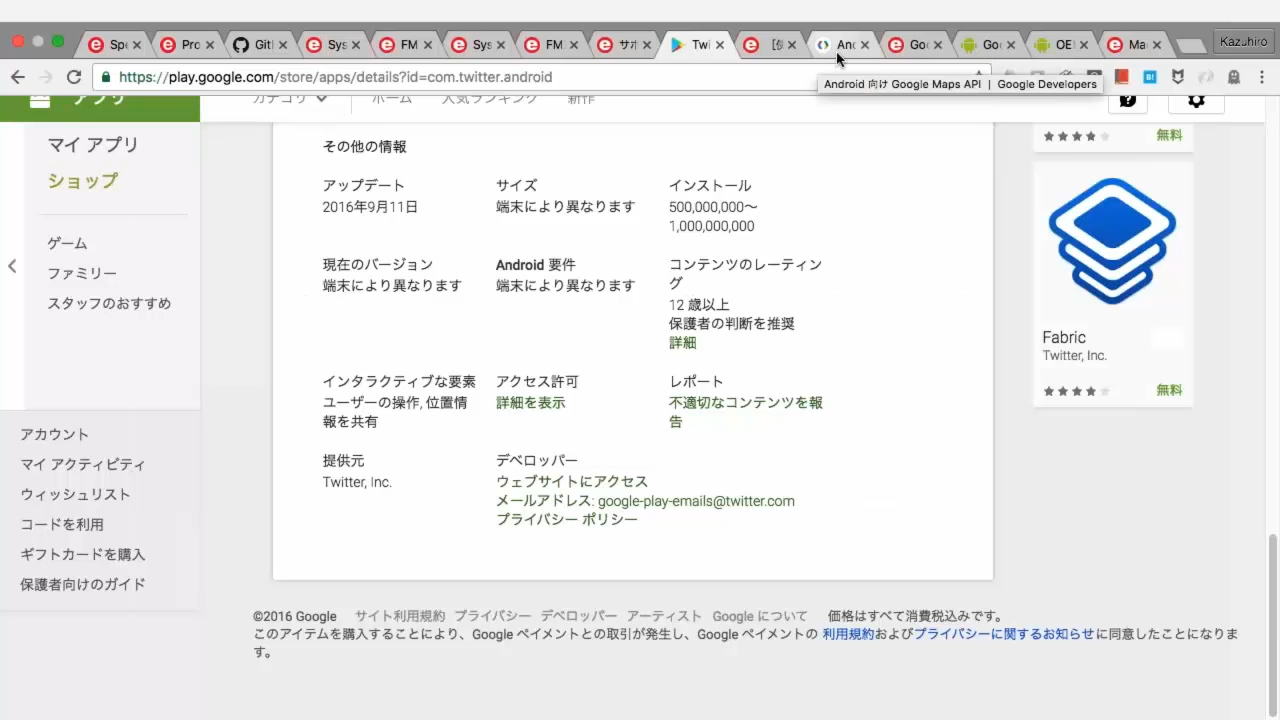 Spe
Pro
Gitl
Sys
FM
Sys
FM
サポ
Twi
[仮
And
Goo
Goo
OEM
Ma
Kazuhiro
https://play.google.com/store/apps/details?id=com.twitter.android
Android 向け Google Maps API | Google Developers
アプリ
カテゴリ ホーム 人気ランキング 新作
マイ アプリ
ショップ
ゲーム
ファミリー
スタッフのおすすめ
アカウント
マイ アクティビティ
ウィッシュリスト
コードを利用
ギフトカードを購入
保護者向けのガイド
その他の情報
アップデート
2016年9月11日
サイズ
端末により異なります
インストール
500,000,000～
1,000,000,000
現在のバージョン
端末により異なります
Android 要件
端末により異なります
コンテンツのレーティン
グ
12 歳以上
保護者の判断を推奨
詳細
インタラクティブな要素
ユーザーの操作, 位置情
報を共有
アクセス許可
詳細を表示
レポート
不適切なコンテンツを報
告
提供元
Twitter, Inc.
デベロッパー
ウェブサイトにアクセス
メールアドレス: google-play-emails@twitter.com
プライバシー ポリシー
無料
Fabric
Twitter, Inc.
無料
©2016 Google サイト利用規約 プライバシー デベロッパー アーティスト Google について 価格はすべて消費税込みです。
このアイテムを購入することにより、Google ペイメントとの取引が発生し、Google ペイメントの 利用規約およびプライバシーに関するお知らせに同意したことになりま
す。